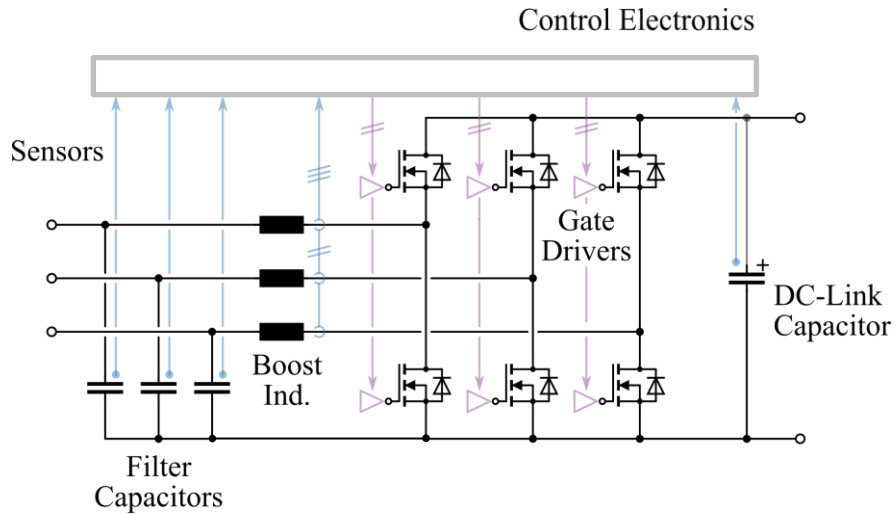 Control Electronics
Sensors
Gate
Drivers
+
DC-Link
Capacitor
Boost
Ind.
Filter
Capacitors